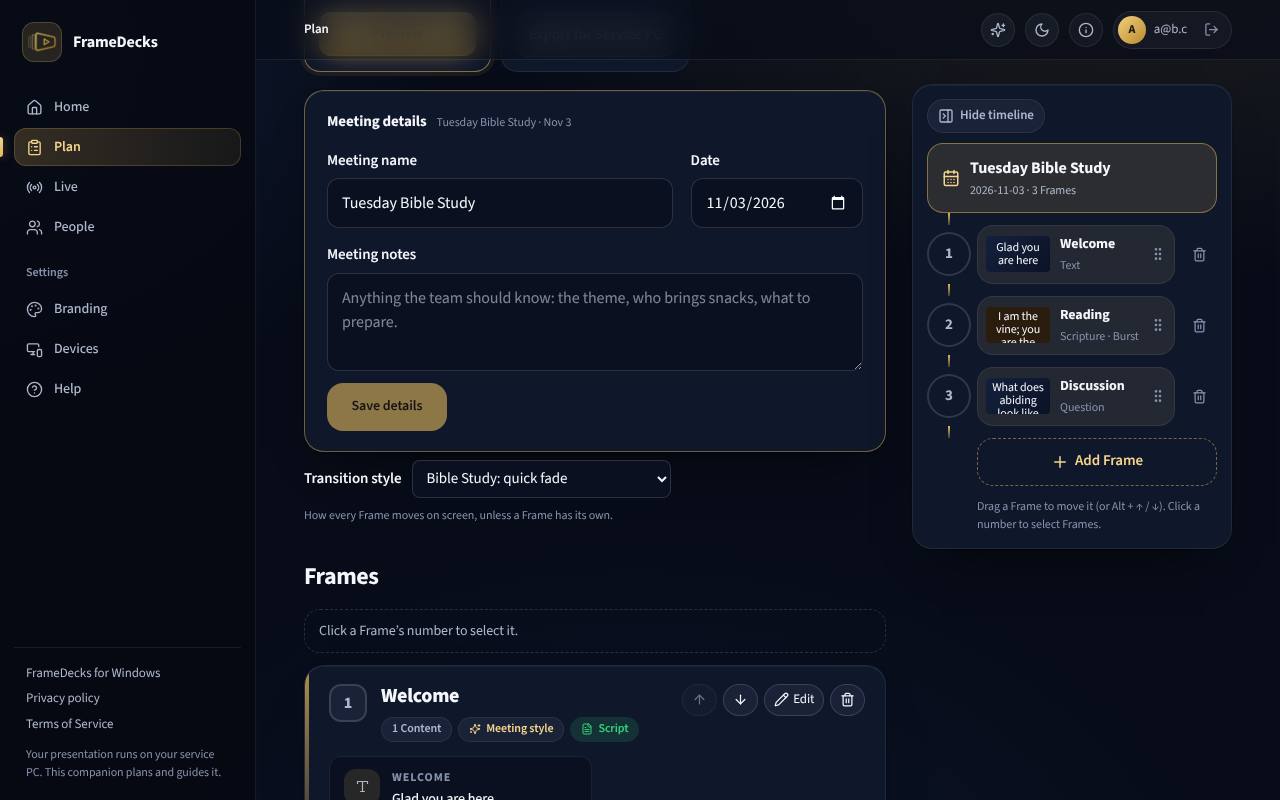 FrameDecks
Home
Plan
Live
People
Settings
Branding
Devices
Help
FrameDecks for Windows
Privacy policy
Terms of Service
Your presentation runs on your service
PC. This companion plans and guides it.
Plan
A a@b.c
Meeting details Tuesday Bible Study · Nov 3
Meeting name
Date
Tuesday Bible Study
11/03/2026
Meeting notes
Anything the team should know: the theme, who brings snacks, what to
prepare.
Save details
Transition style
Bible Study: quick fade
How every Frame moves on screen, unless a Frame has its own.
Frames
Click a Frame’s number to select it.
1
Welcome
Edit
1 Content
Meeting style
Script
T
WELCOME
Glad you are here
Hide timeline
Tuesday Bible Study
2026-11-03 · 3 Frames
1
Glad you
are here
Welcome
Text
2
I am the
vine; you
are the
Reading
Scripture · Burst
3
What does
abiding
look like
Discussion
Question
+ Add Frame
Drag a Frame to move it (or Alt + ↑ / ↓). Click a
number to select Frames.